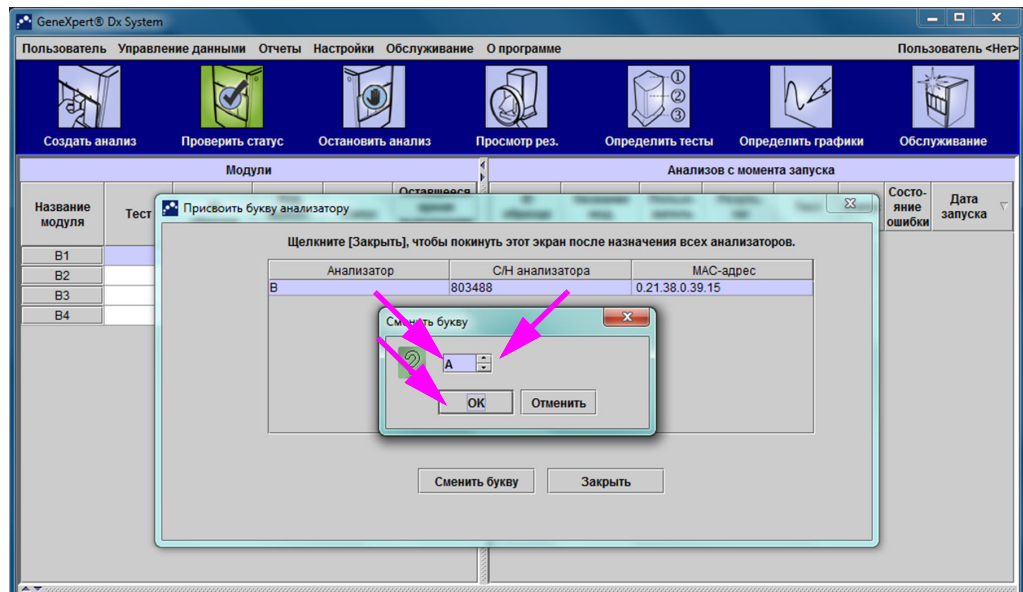 GeneXpert® Dx System
Пользователь Управление данными Отчеты Настройки Обслуживание О программе Пользователь <Нет>
①
②
③
Создать анализ Проверить статус Остановить анализ Просмотр рез. Определить тесты Определить графики Обслуживание
Модули Анализов с момента запуска
Название модуля Тест Оставшееся Состо-яние ошибки Дата запуска
Присвоить букву анализатору
Щелкните [Закрыть], чтобы покинуть этот экран после назначения всех анализаторов.
Анализатор С/Н анализатора MAC-адрес
B 803488 0.21.38.0.39.15
B1
B2
B3
B4
Сменить букву
A
OK Отменить
Сменить букву Закрыть